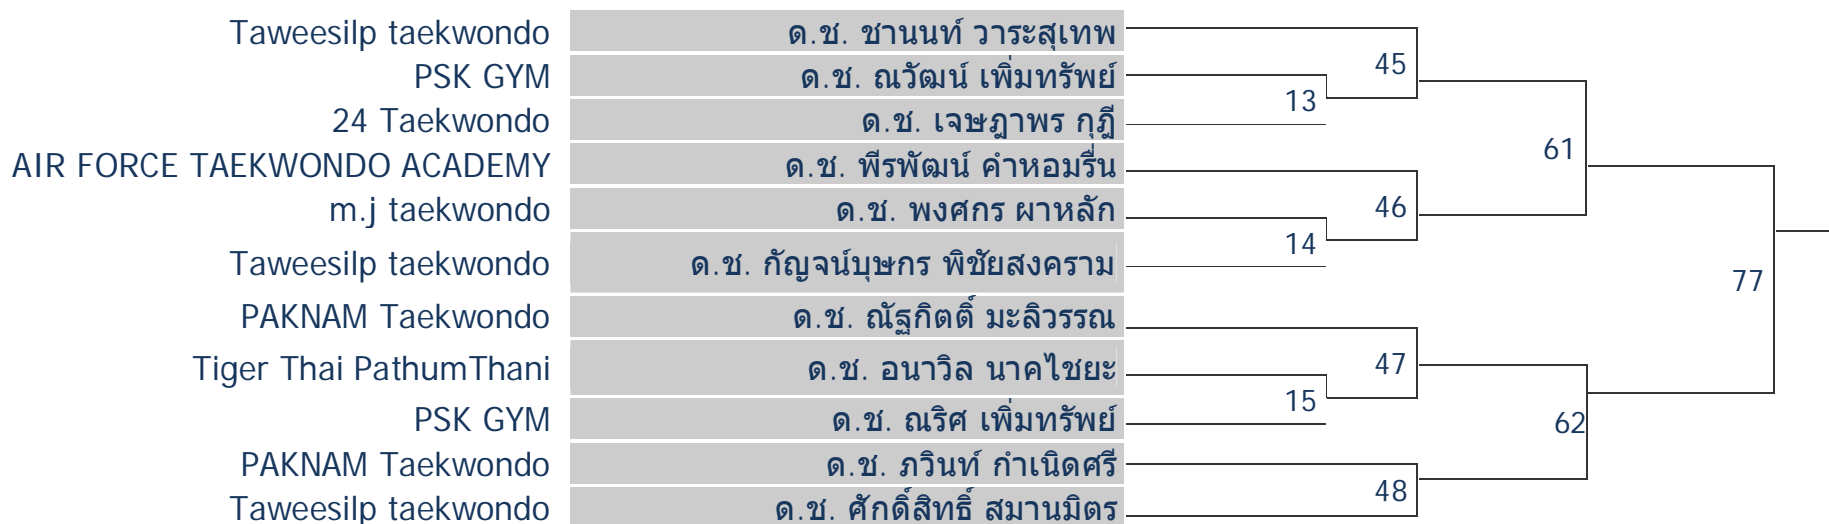 Taweesilp taekwondo ด.ช. ชานนท์ วาระสุเทพ
45
PSK GYM ด.ช. ณวัฒน์ เพิ่มทรัพย์
13
24 Taekwondo ด.ช. เจษฎาพร กุฎี
61
AIR FORCE TAEKWONDO ACADEMY ด.ช. พีรพัฒน์ คำหอมรื่น
m.j taekwondo ด.ช. พงศกร ผาหลัก
46
14
Taweesilp taekwondo ด.ช. กัญจน์บุษกร พิชัยสงคราม
77
PAKNAM Taekwondo ด.ช. ณัฐกิตติ์ มะลิวรรณ
47
Tiger Thai PathumThani ด.ช. อนาวิล นาคไชยะ
15
PSK GYM ด.ช. ณริศ เพิ่มทรัพย์
62
PAKNAM Taekwondo ด.ช. ภวินท์ กำเนิดศรี
48
Taweesilp taekwondo ด.ช. ศักดิ์สิทธิ์ สมานมิตร